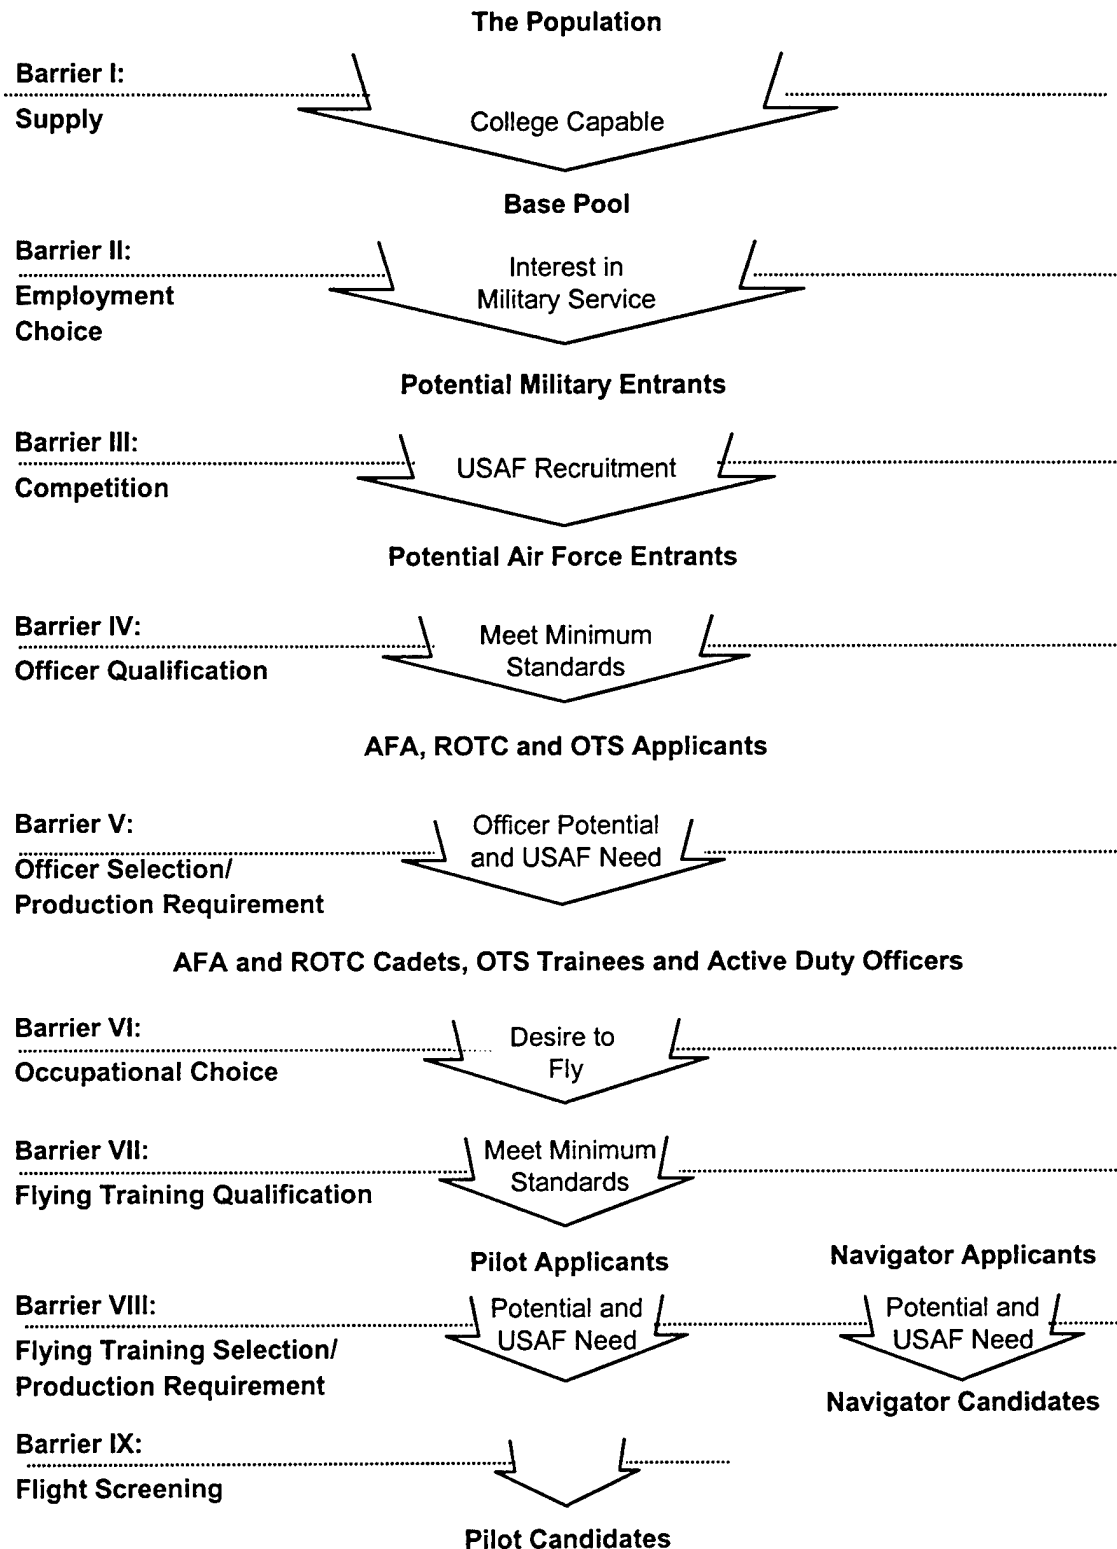 The Population
Barrier I:
Supply
College Capable
Base Pool
Barrier II:
Employment
Choice
Interest in
Military Service
Potential Military Entrants
Barrier III:
Competition
USAF Recruitment
Potential Air Force Entrants
Barrier IV:
Officer Qualification
Meet Minimum
Standards
AFA, ROTC and OTS Applicants
Barrier V:
Officer Selection/
Production Requirement
Officer Potential
and USAF Need
AFA and ROTC Cadets, OTS Trainees and Active Duty Officers
Barrier VI:
Occupational Choice
Desire to
Fly
Barrier VII:
Flying Training Qualification
Meet Minimum
Standards
Pilot Applicants
Navigator Applicants
Barrier VIII:
Flying Training Selection/
Production Requirement
Potential and
USAF Need
Potential and
USAF Need
Navigator Candidates
Barrier IX:
Flight Screening
Pilot Candidates